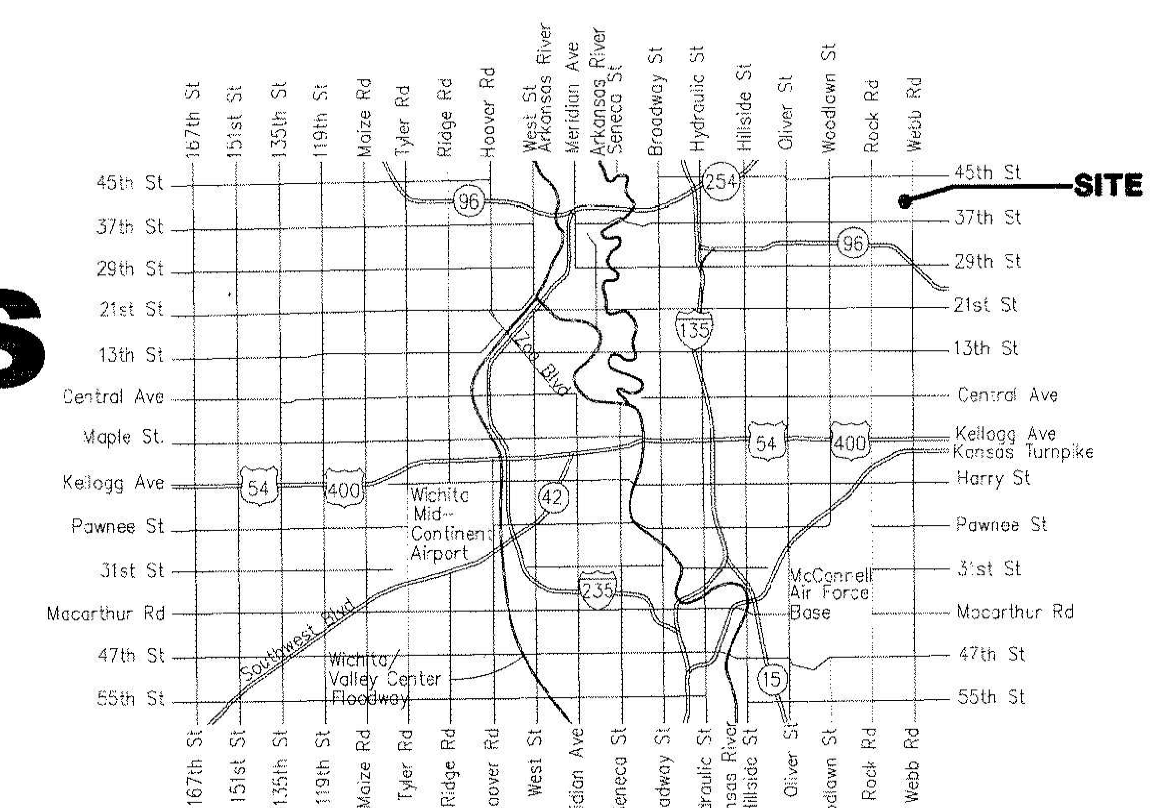 167th St
151st St
135th St
119th St
Maize Rd
Tyler Rd
Ridge Rd
Hoover Rd
West St
Arkansas River
Meridian Ave
Arkansas River
Seneca St
Broadway St
Hydraulic St
Hillside St
Oliver St
Woodlawn St
Rock Rd
Webb Rd
45th St
96
254
45th St
SITE
37th St
37th St
96
29th St
29th St
21st St
21st St
135
13th St
Zoo Blvd
13th St
S
Central Ave
Central Ave
Maple St.
54
400
Kellogg Ave
Kansas Turnpike
Kellogg Ave
54
400
Wichita
Mid-
Continent
Airport
42
Harry St
Pawnee St
Pawnee St
31st St
235
McConnell
Air Force
Base
31st St
Macarthur Rd
Macarthur Rd
Southwest Blvd
47th St
Wichita/
Valley Center
Floodway
47th St
55th St
15
55th St
167th St
151st St
135th St
119th St
Maize Rd
Tyler Rd
Ridge Rd
oover Rd
West St
idian Ave
eneca St
adway St
draulic St
nsas River
illside St
Oliver St
odlawn St
Rock Rd
Webb Rd